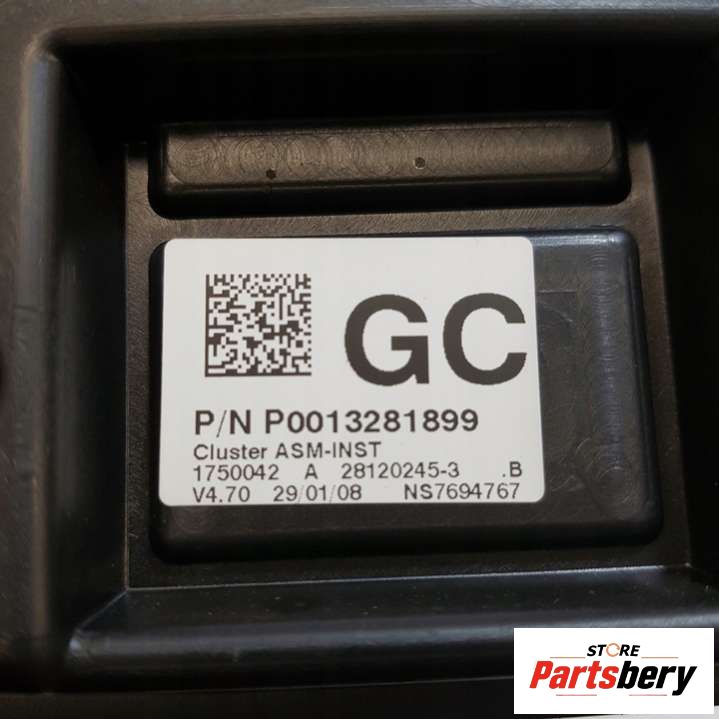 GC
P/N P0013281899
Cluster ASM-INST
1750042 A 28120245-3 .B
V4.70 29/01/08 NS7694767
STORE
Partsbery